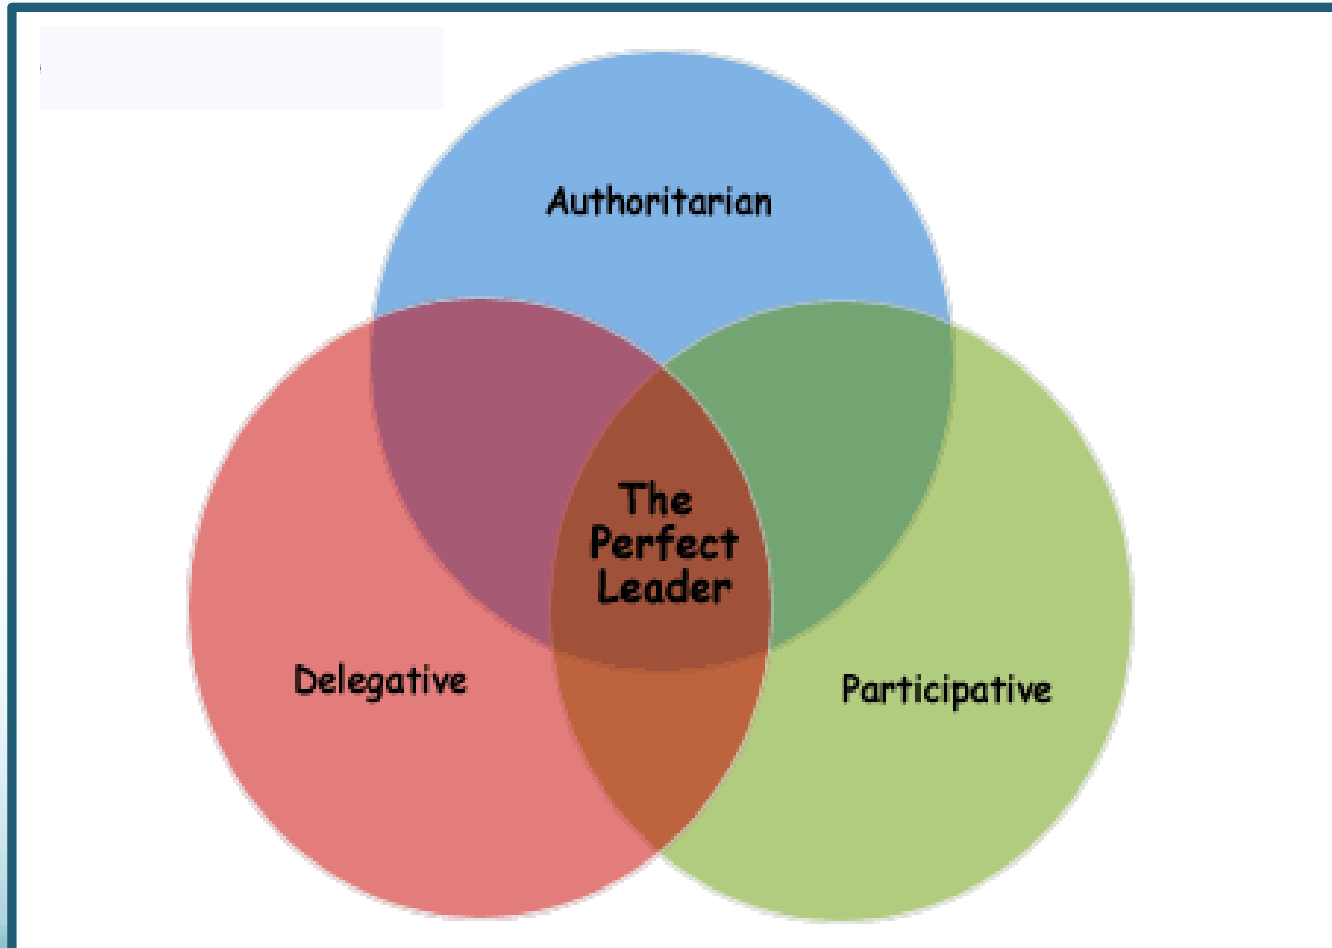 Authoritarian
The
Perfect
Leader
Delegative
Participative